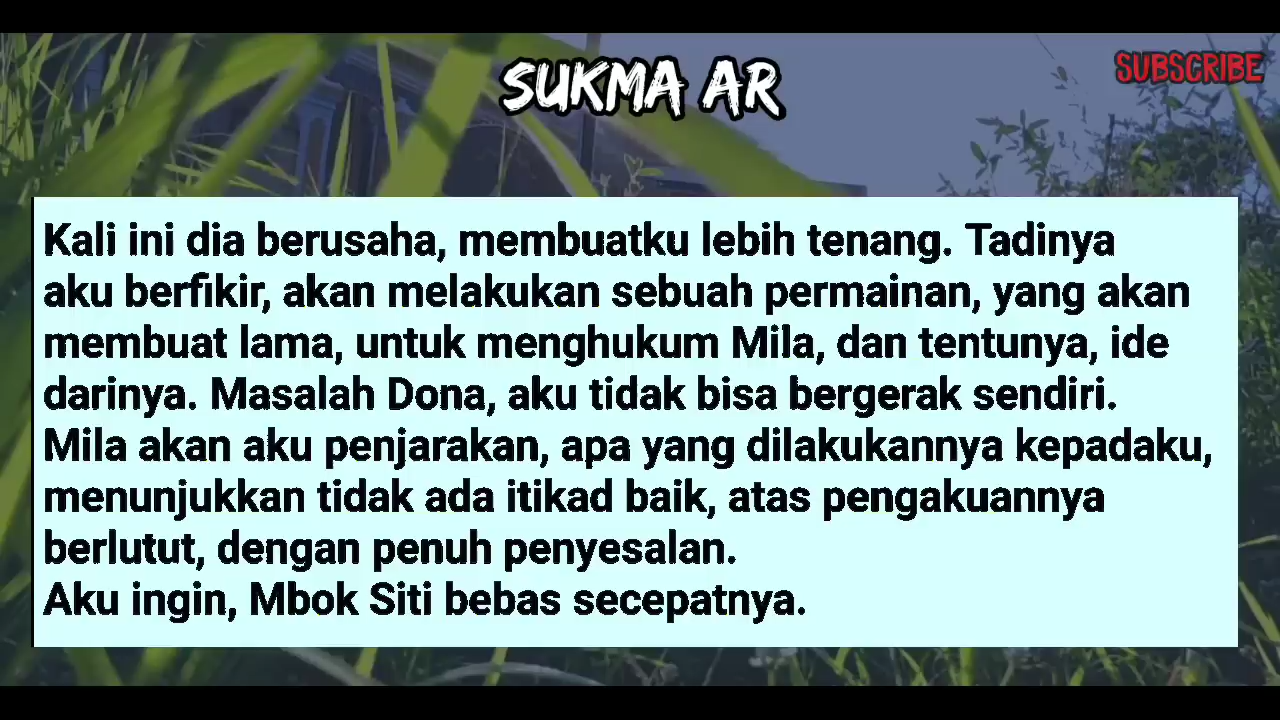 SUKMA AR
SUBSCRIBE
Kali ini dia berusaha, membuatku lebih tenang. Tadinya
aku berfikir, akan melakukan sebuah permainan, yang akan
membuat lama, untuk menghukum Mila, dan tentunya, ide
darinya. Masalah Dona, aku tidak bisa bergerak sendiri.
Mila akan aku penjarakan, apa yang dilakukannya kepadaku,
menunjukkan tidak ada itikad baik, atas pengakuannya
berlutut, dengan penuh penyesalan.
Aku ingin, Mbok Siti bebas secepatnya.